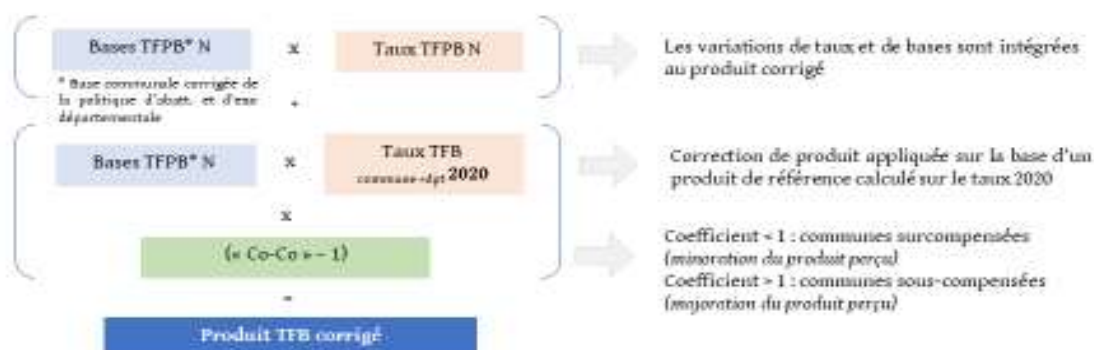 Bases TFPB* N x Taux TFPB N
Les variations de taux et de bases sont intégrées
au produit corrigé
* Base communale corrigée de
la politique d'abatt. et d'exo
départementale
+
Bases TFPB* N x Taux TFB
commune+dpt 2020
Correction de produit appliquée sur la base d'un
produit de référence calculé sur le taux 2020
x
(« Co-Co » – 1)
Coefficient < 1 : communes surcompensées
(minoration du produit perçu)
Coefficient > 1 : communes sous-compensées
(majoration du produit perçu)
=
Produit TFB corrigé